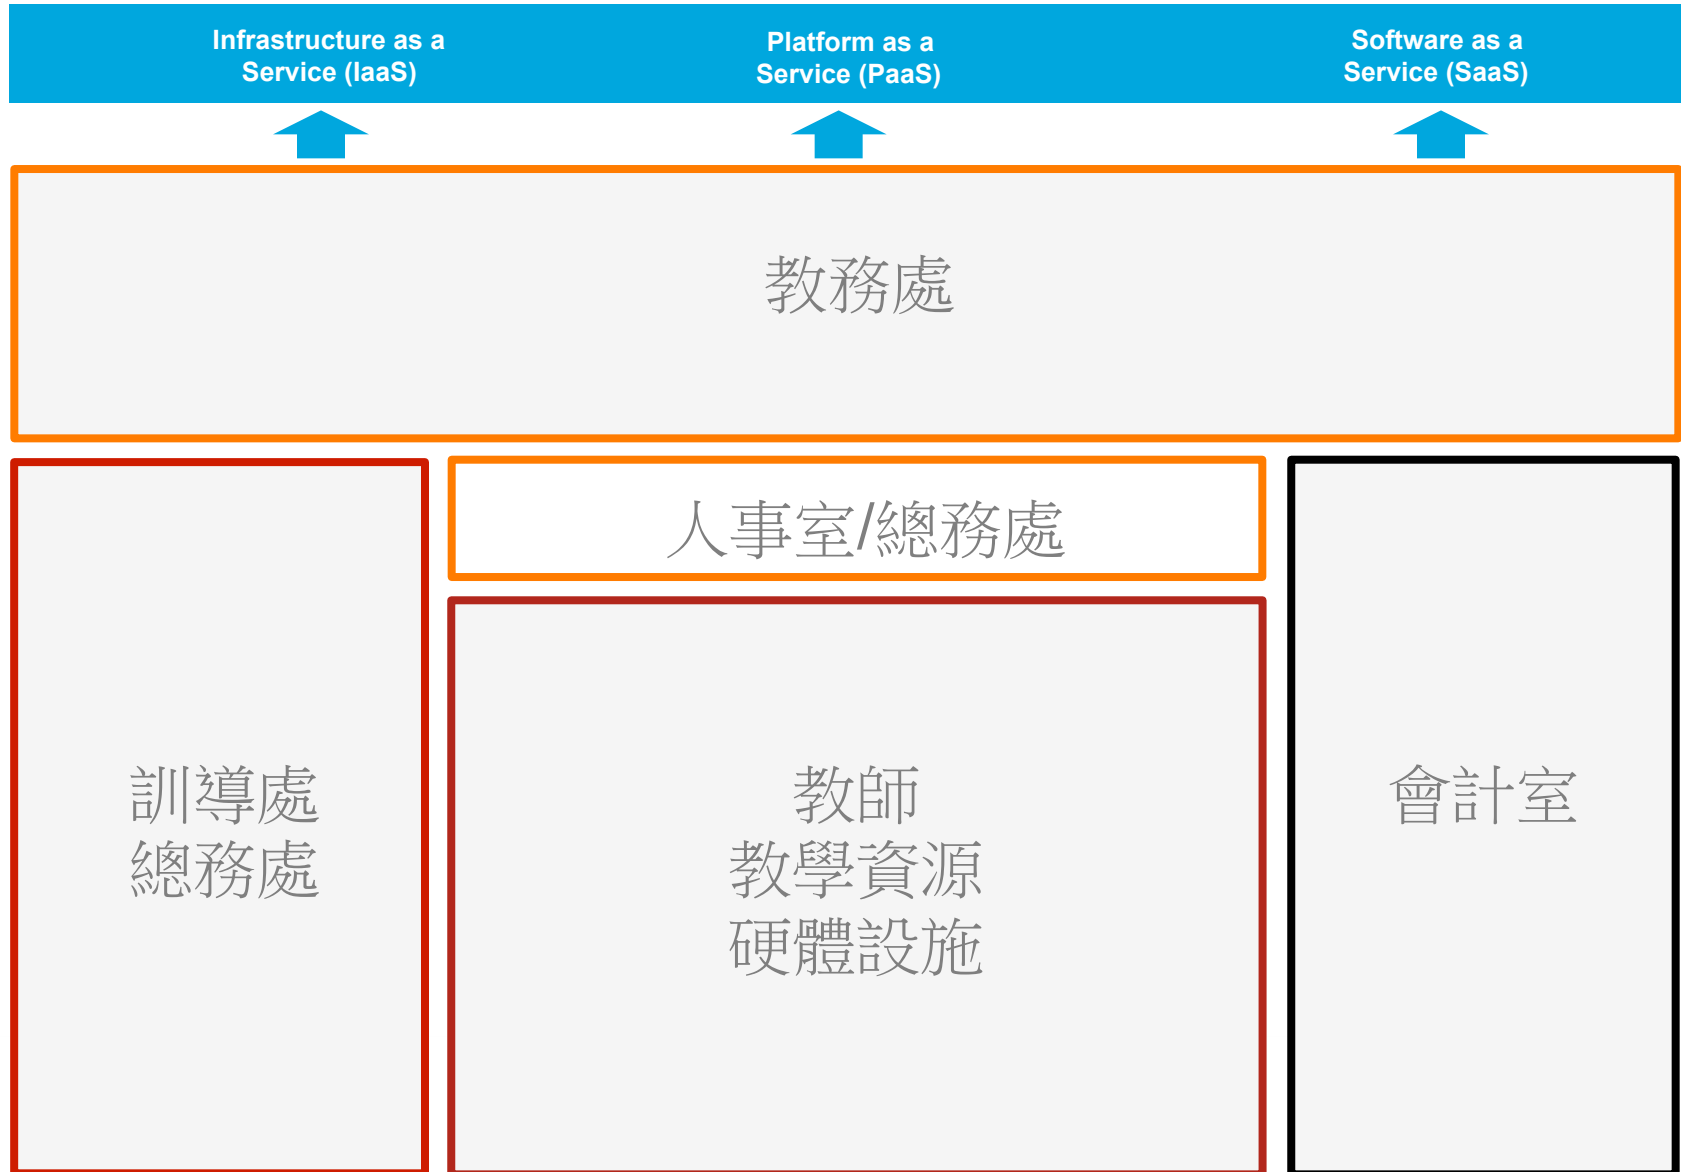 Infrastructure as a
Service (IaaS)
Platform as a
Service (PaaS)
Software as a
Service (SaaS)
教務處
人事室/總務處
訓導處
總務處
教師
教學資源
硬體設施
會計室